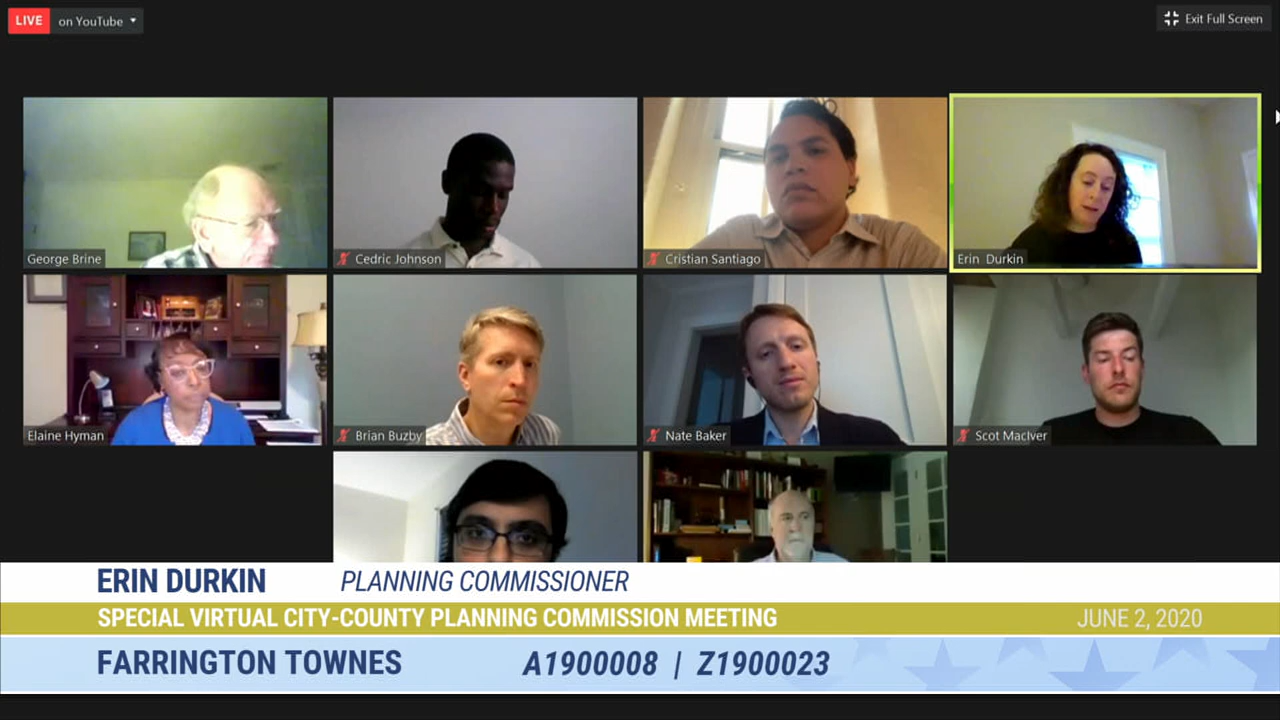 LIVE on YouTube
Exit Full Screen
George Brine
Cedric Johnson
Cristian Santiago
Erin Durkin
Elaine Hyman
Brian Buzby
Nate Baker
Scot MacIver
ERIN DURKIN PLANNING COMMISSIONER
SPECIAL VIRTUAL CITY-COUNTY PLANNING COMMISSION MEETING JUNE 2, 2020
FARRINGTON TOWNES A1900008 | Z1900023